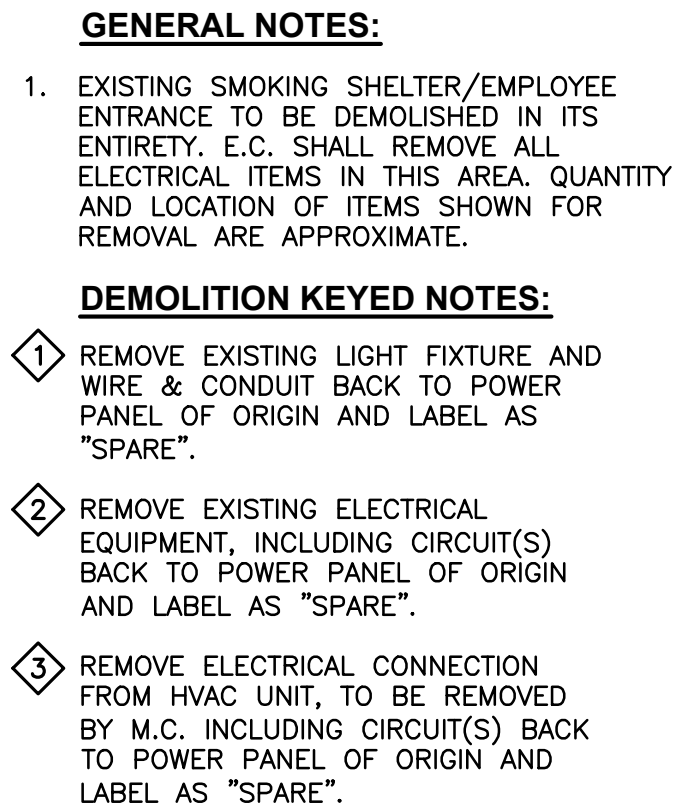 GENERAL NOTES:
1. EXISTING SMOKING SHELTER/EMPLOYEE
ENTRANCE TO BE DEMOLISHED IN ITS
ENTIRETY. E.C. SHALL REMOVE ALL
ELECTRICAL ITEMS IN THIS AREA. QUANTITY
AND LOCATION OF ITEMS SHOWN FOR
REMOVAL ARE APPROXIMATE.
DEMOLITION KEYED NOTES:
1 REMOVE EXISTING LIGHT FIXTURE AND
WIRE & CONDUIT BACK TO POWER
PANEL OF ORIGIN AND LABEL AS
"SPARE".
2 REMOVE EXISTING ELECTRICAL
EQUIPMENT, INCLUDING CIRCUIT(S)
BACK TO POWER PANEL OF ORIGIN
AND LABEL AS "SPARE".
3 REMOVE ELECTRICAL CONNECTION
FROM HVAC UNIT, TO BE REMOVED
BY M.C. INCLUDING CIRCUIT(S) BACK
TO POWER PANEL OF ORIGIN AND
LABEL AS "SPARE".